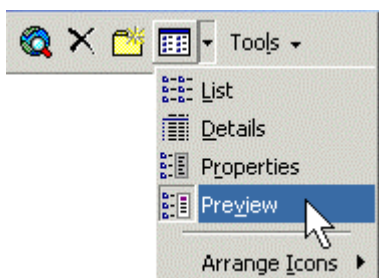 Tools
List
Details
Properties
Preview
Arrange Icons